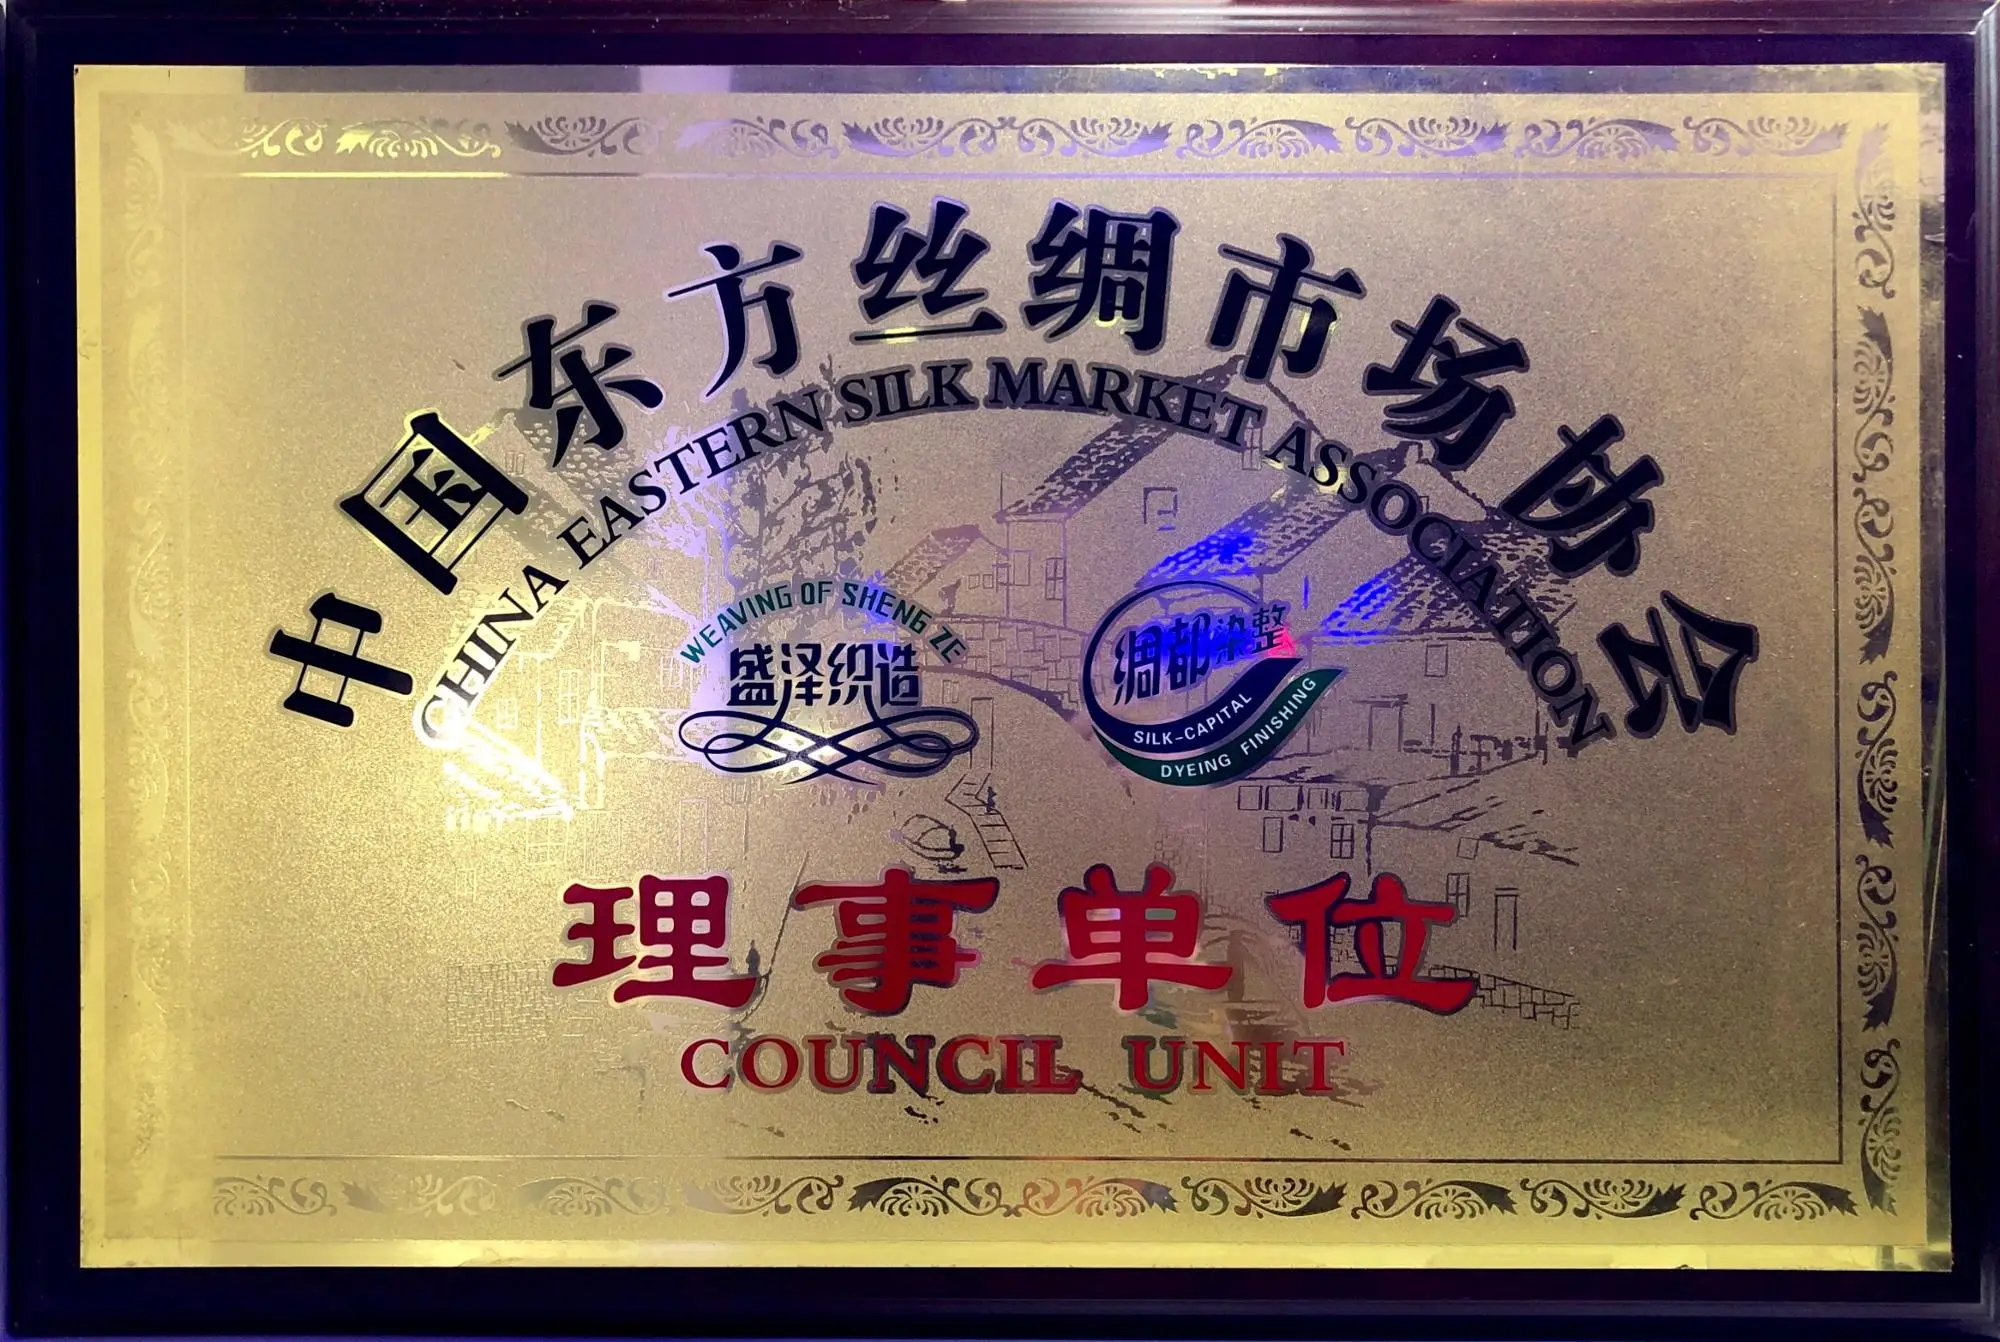 中国东方丝绸市场协会
CHINA EASTERN SILK MARKET ASSOCIATION
WEAVING OF SHENG ZE
盛泽织造
绸都染整
SILK-CAPITAL
DYEING FINISHING
理事单位
COUNCIL UNIT